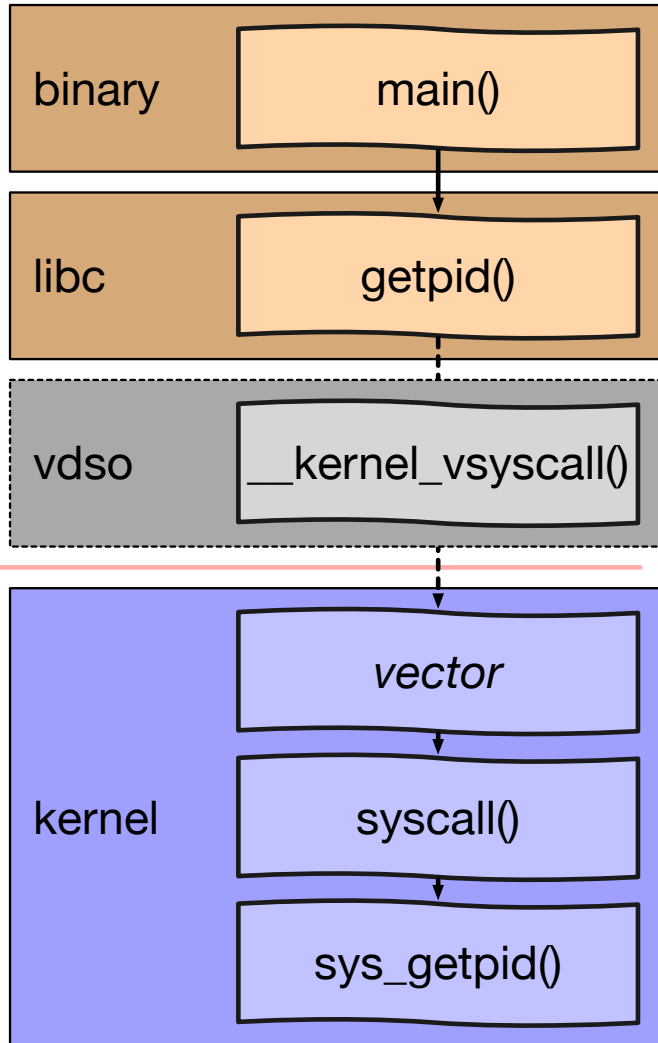 binary main()
libc getpid()
vdso __kernel_vsyscall()
vector
kernel syscall()
sys_getpid()